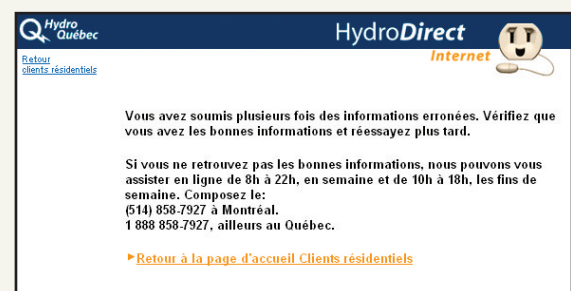 Hydro
Québec
HydroDirect
Internet
Retour
clients résidentiels
Vous avez soumis plusieurs fois des informations erronées. Vérifiez que
vous avez les bonnes informations et réessayez plus tard.
Si vous ne retrouvez pas les bonnes informations, nous pouvons vous
assister en ligne de 8h à 22h, en semaine et de 10h à 18h, les fins de
semaine. Composez le:
(514) 858-7927 à Montréal.
1 888 858-7927, ailleurs au Québec.
Retour à la page d'accueil Clients résidentiels